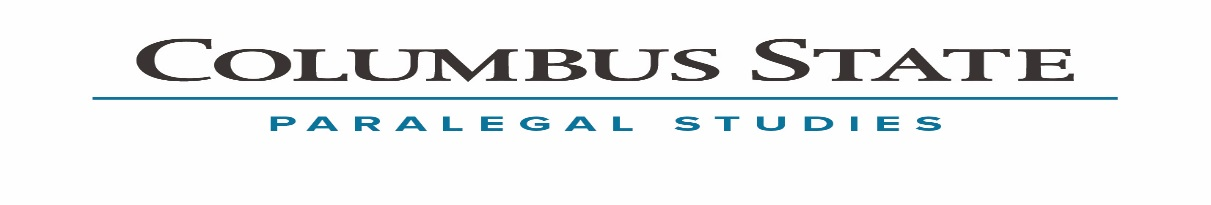 COLUMBUS STATE
PARALEGAL STUDIES